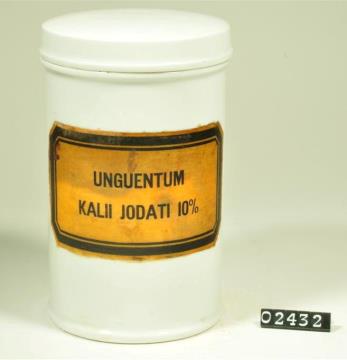 UNGUENTUM
KALII JODATI 10%
02432